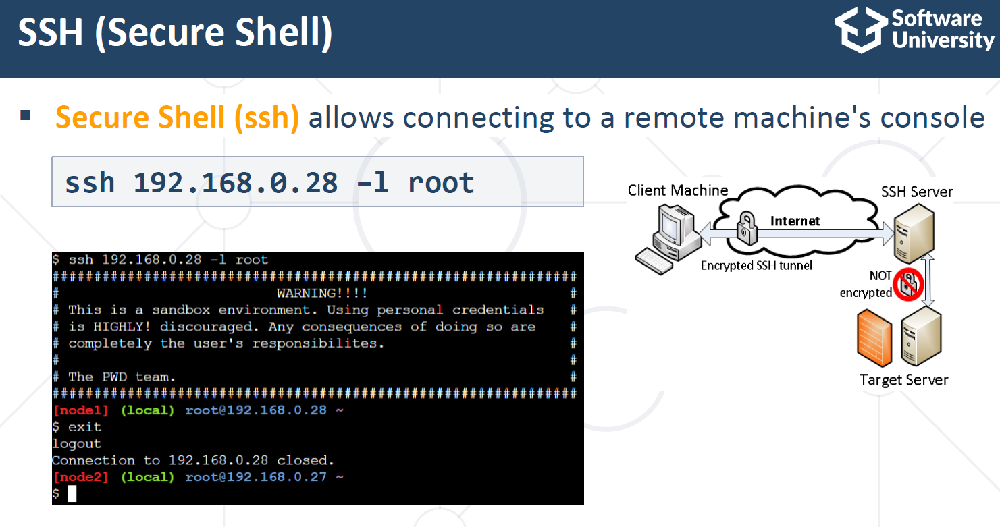 SSH (Secure Shell)
Software
University
▪ Secure Shell (ssh) allows connecting to a remote machine's console
ssh 192.168.0.28 –l root
$ ssh 192.168.0.28 -l root
###############################################################
#                          WARNING!!!!                        #
# This is a sandbox environment. Using personal credentials   #
# is HIGHLY! discouraged. Any consequences of doing so are    #
# completely the user's responsibilites.                      #
#                                                             #
# The PWD team.                                               #
###############################################################
[node1] (local) root@192.168.0.28 ~
$ exit
logout
Connection to 192.168.0.28 closed.
[node2] (local) root@192.168.0.27 ~
$
Client Machine
SSH Server
Internet
Encrypted SSH tunnel
NOT
encrypted
Target Server